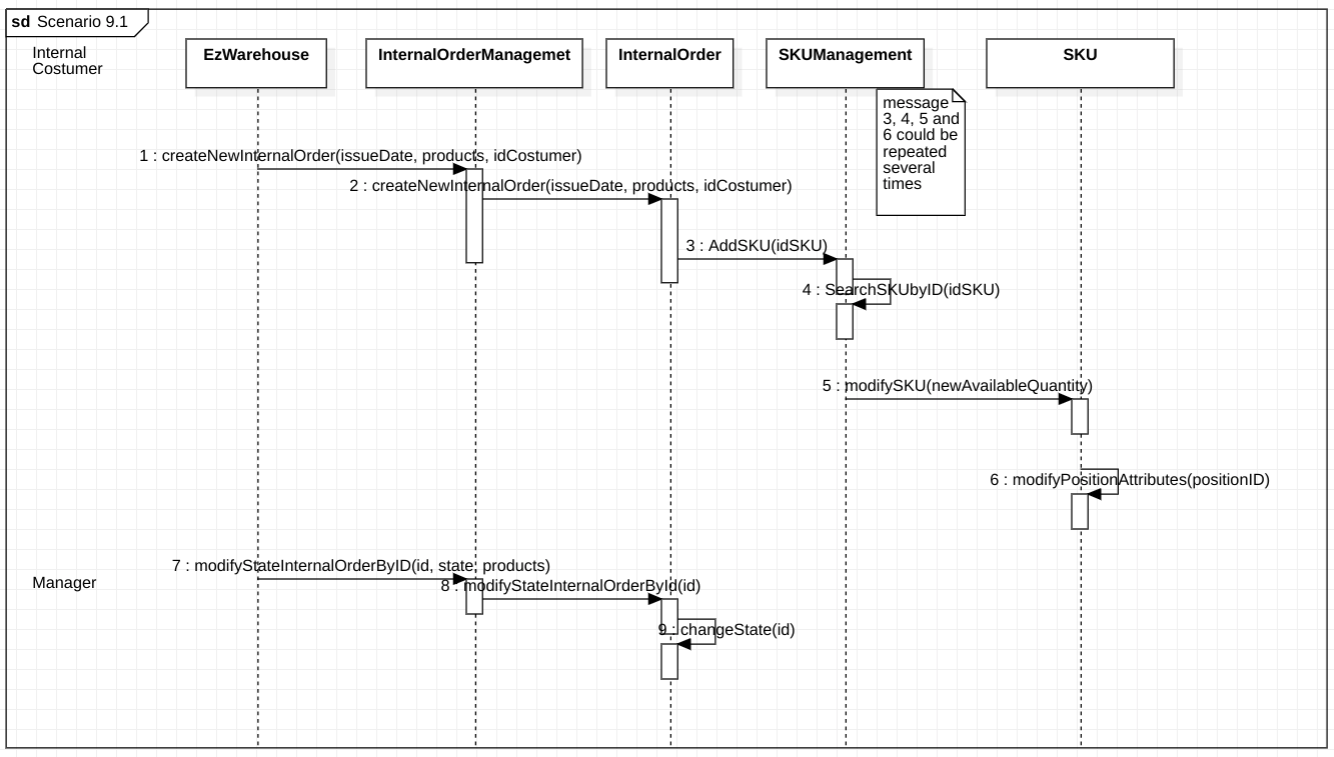 sd Scenario 9.1
Internal
Costumer
EzWarehouse
InternalOrderManagemet
InternalOrder
SKUManagement
SKU
message
3, 4, 5 and
6 could be
repeated
several
times
1 : createNewInternalOrder(issueDate, products, idCostumer)
2 : createNewInternalOrder(issueDate, products, idCostumer)
3 : AddSKU(idSKU)
4 : SearchSKUbyID(idSKU)
5 : modifySKU(newAvailableQuantity)
6 : modifyPositionAttributes(positionID)
7 : modifyStateInternalOrderByID(id, state, products)
Manager
8 : modifyStateInternalOrderById(id)
9 : changeState(id)